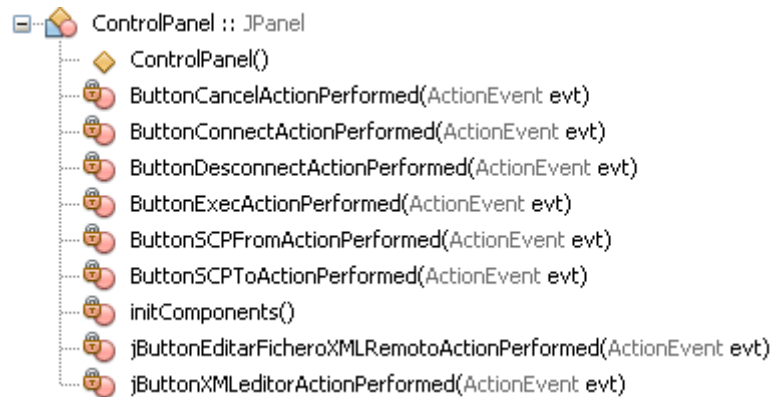 ControlPanel :: JPanel
ControlPanel()
ButtonCancelActionPerformed(ActionEvent evt)
ButtonConnectActionPerformed(ActionEvent evt)
ButtonDesconnectActionPerformed(ActionEvent evt)
ButtonExecActionPerformed(ActionEvent evt)
ButtonSCPFromActionPerformed(ActionEvent evt)
ButtonSCPToActionPerformed(ActionEvent evt)
initComponents()
jButtonEditarFicheroXMLRemotoActionPerformed(ActionEvent evt)
jButtonXMLeditorActionPerformed(ActionEvent evt)